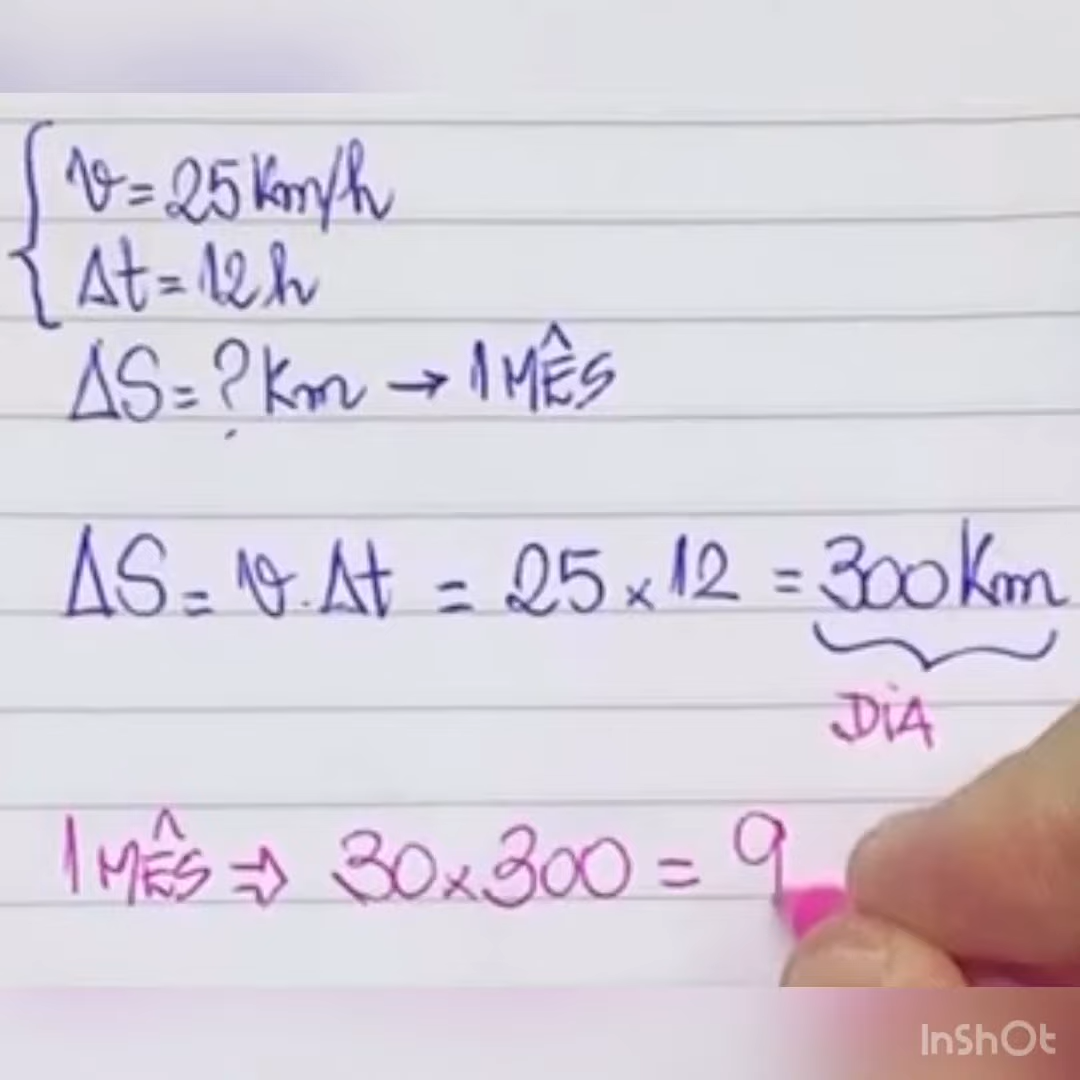 v = 25 Km/h
Δt = 12 h
ΔS = ? Km → 1 MÊS
ΔS = v . Δt = 25 x 12 = 300 Km
DiA
1 MÊS ⇒ 30 x 300 = 9
InShOt